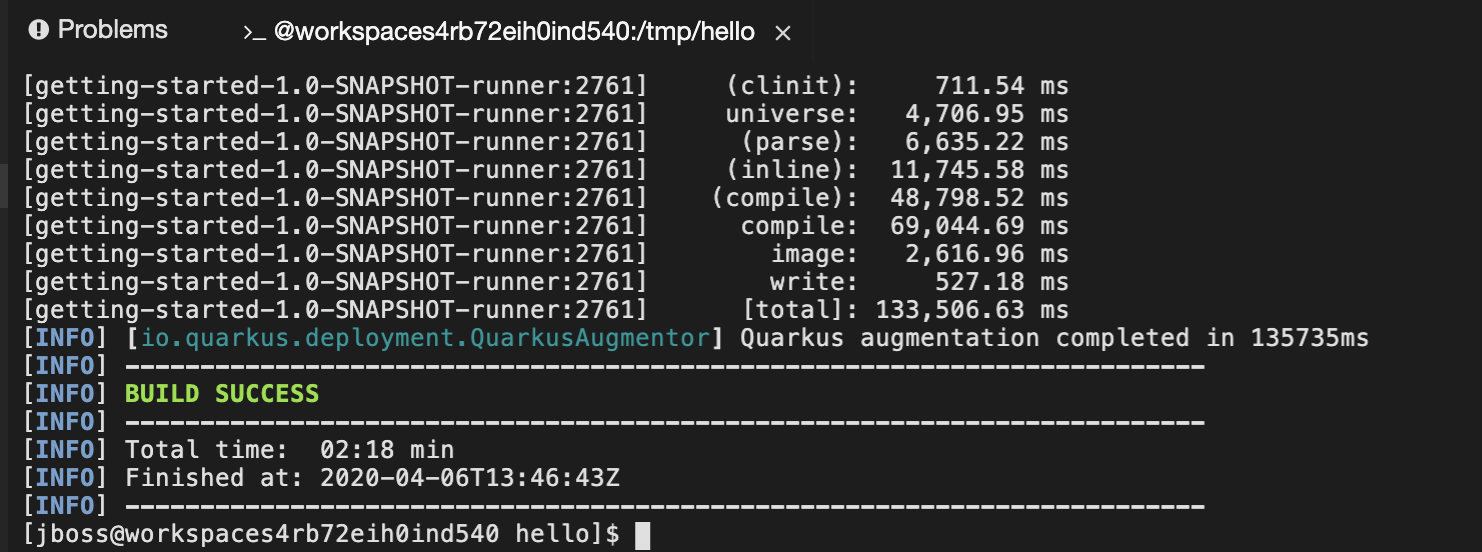 Problems >_ @workspaces4rb72eih0ind540:/tmp/hello ×
[getting-started-1.0-SNAPSHOT-runner:2761]     (clinit):     711.54 ms
[getting-started-1.0-SNAPSHOT-runner:2761]     universe:   4,706.95 ms
[getting-started-1.0-SNAPSHOT-runner:2761]      (parse):   6,635.22 ms
[getting-started-1.0-SNAPSHOT-runner:2761]     (inline):  11,745.58 ms
[getting-started-1.0-SNAPSHOT-runner:2761]    (compile):  48,798.52 ms
[getting-started-1.0-SNAPSHOT-runner:2761]      compile:  69,044.69 ms
[getting-started-1.0-SNAPSHOT-runner:2761]        image:   2,616.96 ms
[getting-started-1.0-SNAPSHOT-runner:2761]        write:     527.18 ms
[getting-started-1.0-SNAPSHOT-runner:2761]      [total]: 133,506.63 ms
[INFO] [io.quarkus.deployment.QuarkusAugmentor] Quarkus augmentation completed in 135735ms
[INFO] ------------------------------------------------------------------------
[INFO] BUILD SUCCESS
[INFO] ------------------------------------------------------------------------
[INFO] Total time:  02:18 min
[INFO] Finished at: 2020-04-06T13:46:43Z
[INFO] ------------------------------------------------------------------------
[jboss@workspaces4rb72eih0ind540 hello]$